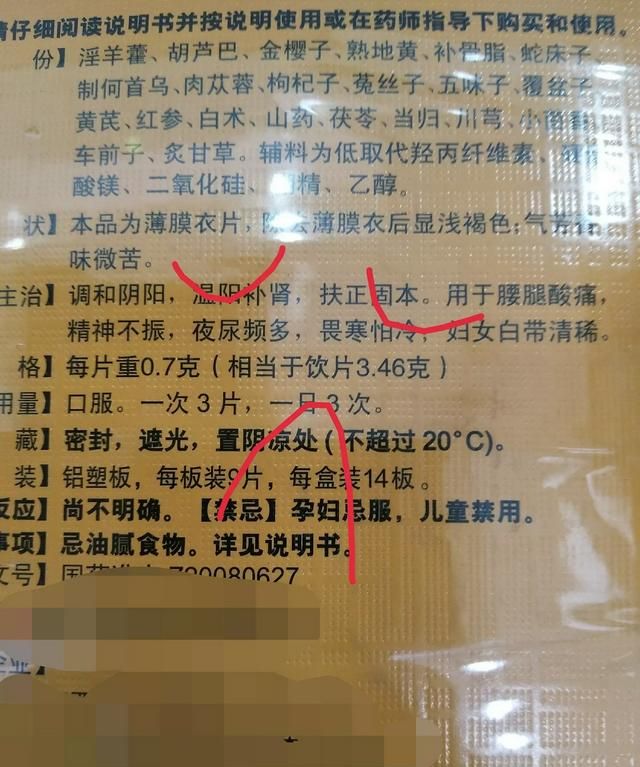 请仔细阅读说明书并按说明使用或在药师指导下购买和使用。
份】淫羊藿、胡芦巴、金樱子、熟地黄、补骨脂、蛇床子、
制何首乌、肉苁蓉、枸杞子、菟丝子、五味子、覆盆子、
黄芪、红参、白术、山药、茯苓、当归、川芎、小茴香、
车前子、炙甘草。辅料为低取代羟丙纤维素、
酸镁、二氧化硅、糊精、乙醇。
状】本品为薄膜衣片，除去薄膜衣后显浅褐色；气芳香，
味微苦。
主治】调和阴阳，温阳补肾，扶正固本。用于腰腿酸痛，
精神不振，夜尿频多，畏寒怕冷；妇女白带清稀。
格】每片重0.7克（相当于饮片3.46克）
用量】口服。一次3片，一日3次。
藏】密封，遮光，置阴凉处(不超过20°C)。
装】铝塑板，每板装9片，每盒装14板。
反应】尚不明确。【禁忌】孕妇忌服，儿童禁用。
事项】忌油腻食物。详见说明书。
文号】国药准 Z20080627
企业】